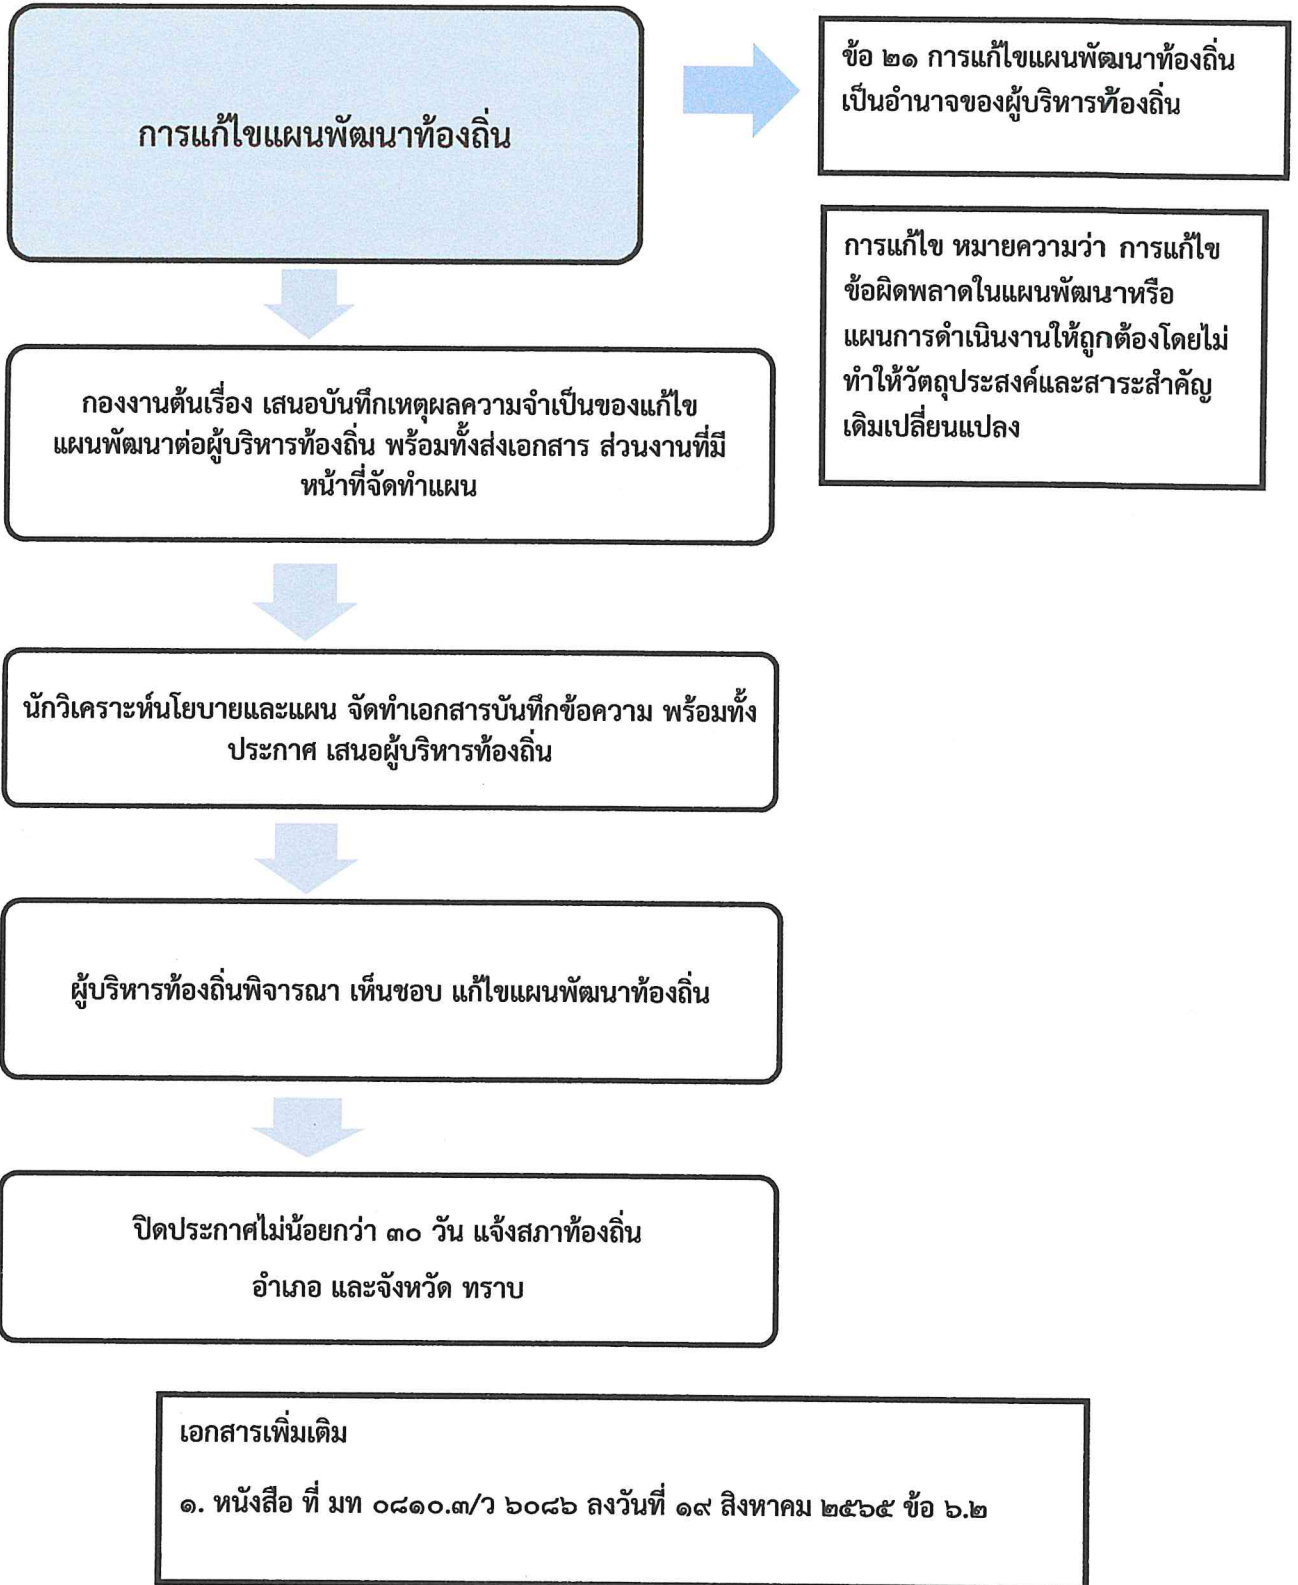 การแก้ไขแผนพัฒนาท้องถิ่น
ข้อ ๒๑ การแก้ไขแผนพัฒนาท้องถิ่น
เป็นอำนาจของผู้บริหารท้องถิ่น
การแก้ไข หมายความว่า การแก้ไข
ข้อผิดพลาดในแผนพัฒนาหรือ
แผนการดำเนินงานให้ถูกต้องโดยไม่
ทำให้วัตถุประสงค์และสาระสำคัญ
เดิมเปลี่ยนแปลง
กองงานต้นเรื่อง เสนอบันทึกเหตุผลความจำเป็นของแก้ไข
แผนพัฒนาต่อผู้บริหารท้องถิ่น พร้อมทั้งส่งเอกสาร ส่วนงานที่มี
หน้าที่จัดทำแผน
นักวิเคราะห์นโยบายและแผน จัดทำเอกสารบันทึกข้อความ พร้อมทั้ง
ประกาศ เสนอผู้บริหารท้องถิ่น
ผู้บริหารท้องถิ่นพิจารณา เห็นชอบ แก้ไขแผนพัฒนาท้องถิ่น
ปิดประกาศไม่น้อยกว่า ๓๐ วัน แจ้งสภาท้องถิ่น
อำเภอ และจังหวัด ทราบ
เอกสารเพิ่มเติม
๑. หนังสือ ที่ มท ๐๘๑๐.๓/ว ๖๐๘๖ ลงวันที่ ๑๙ สิงหาคม ๒๕๖๕ ข้อ ๖.๒